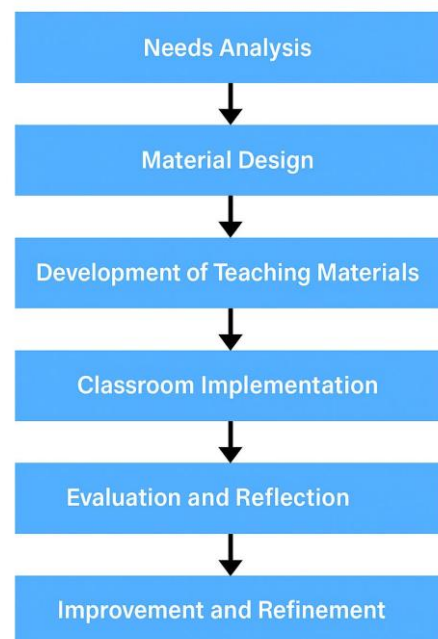 Needs Analysis
Material Design
Development of Teaching Materials
Classroom Implementation
Evaluation and Reflection
Improvement and Refinement